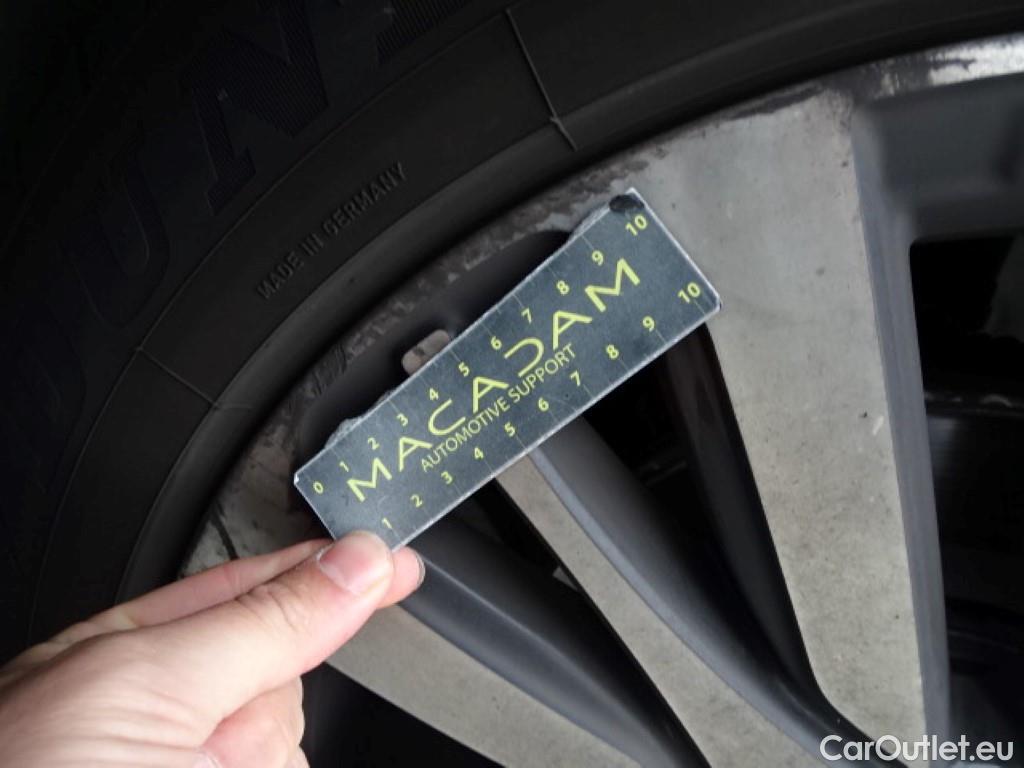 MADE IN GERMANY
0 1 2 3 4 5 6 7 8 9 10
MACADAM
AUTOMOTIVE SUPPORT
1 2 3 4 5 6 7 8 9 10
CarOutlet.eu